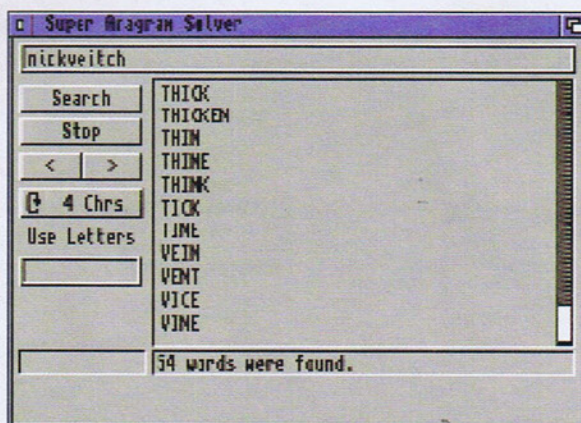 Super Anagram Solver
nickveitch
Search
Stop
< >
4 Chrs
Use Letters
THICK
THICKEN
THIN
THINE
THINK
TICK
TINE
VEIN
VENT
VICE
VINE
54 words were found.